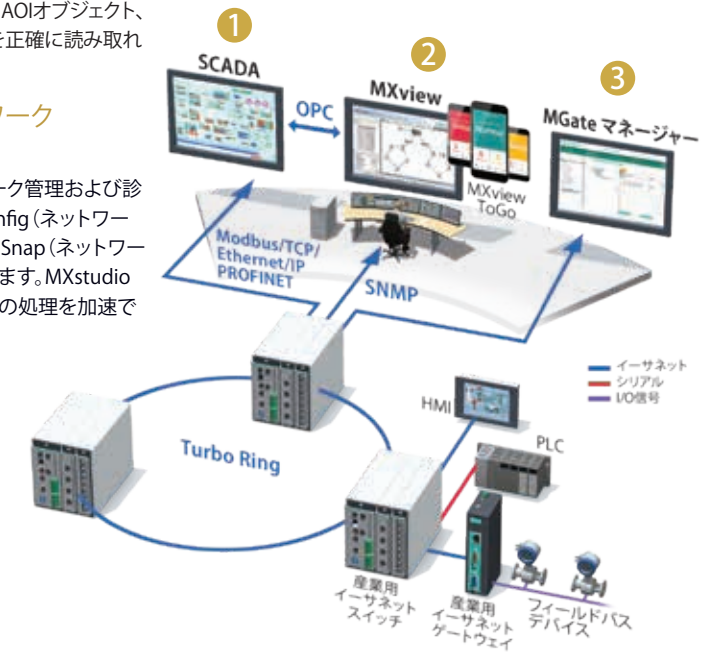 AOIオブジェクト、
を正確に読み取れ
ワーク
ーク管理および診
nfig（ネットワー
Snap（ネットワー
ます。MXstudio
の処理を加速で
1
SCADA
OPC
2
MXview
MXview
ToGo
3
MGate マネージャー
Modbus/TCP/
Ethernet/IP
PROFINET
SNMP
イーサネット
シリアル
I/O信号
HMI
PLC
Turbo Ring
産業用
イーサネット
スイッチ
産業用
イーサネット
ゲートウェイ
フィールドバス
デバイス